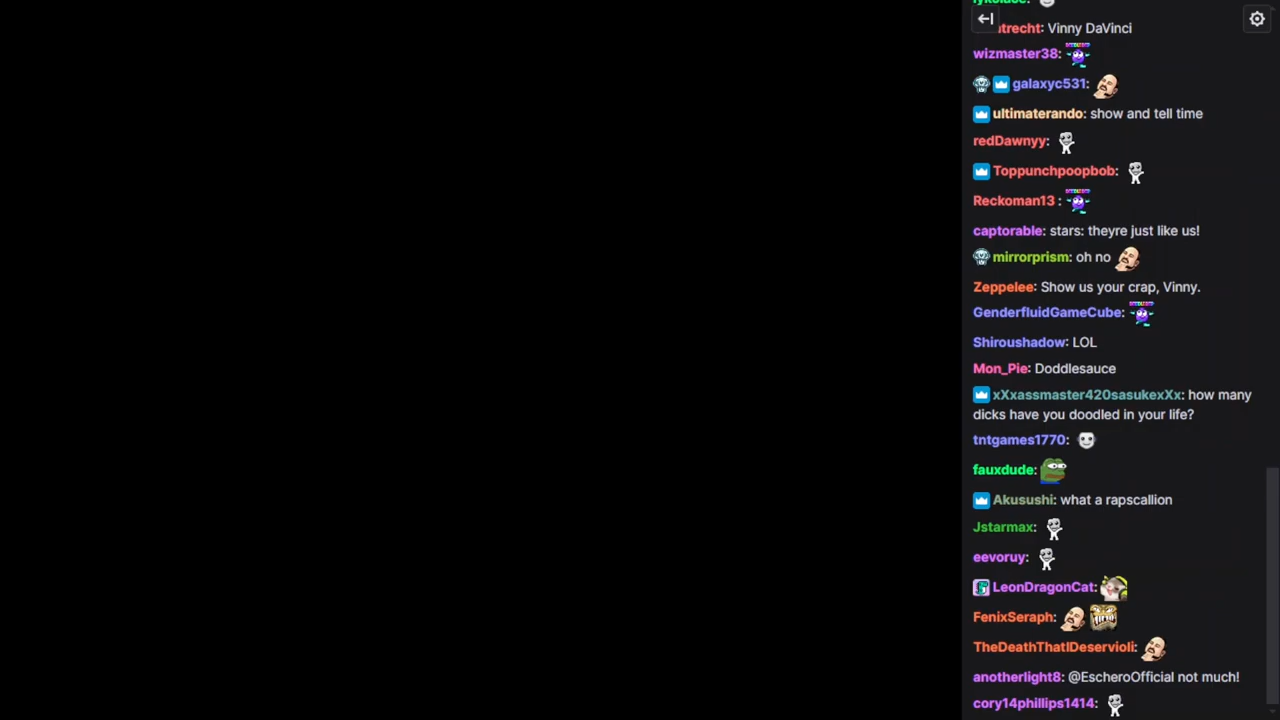 trecht: Vinny DaVinci
wizmaster38:
galaxyc531:
ultimaterando: show and tell time
redDawnyy:
Toppunchpoopbob:
Reckoman13 :
captorable: stars: theyre just like us!
mirrorprism: oh no
Zeppelee: Show us your crap, Vinny.
GenderfluidGameCube:
Shiroushadow: LOL
Mon_Pie: Doddlesauce
xXxassmaster420sasukexXx: how many
dicks have you doodled in your life?
tntgames1770:
fauxdude:
Akusushi: what a rapscallion
Jstarmax:
eevoruy:
LeonDragonCat:
FenixSeraph:
TheDeathThatIDeservioli:
anotherlight8: @EscheroOfficial not much!
cory14phillips1414: